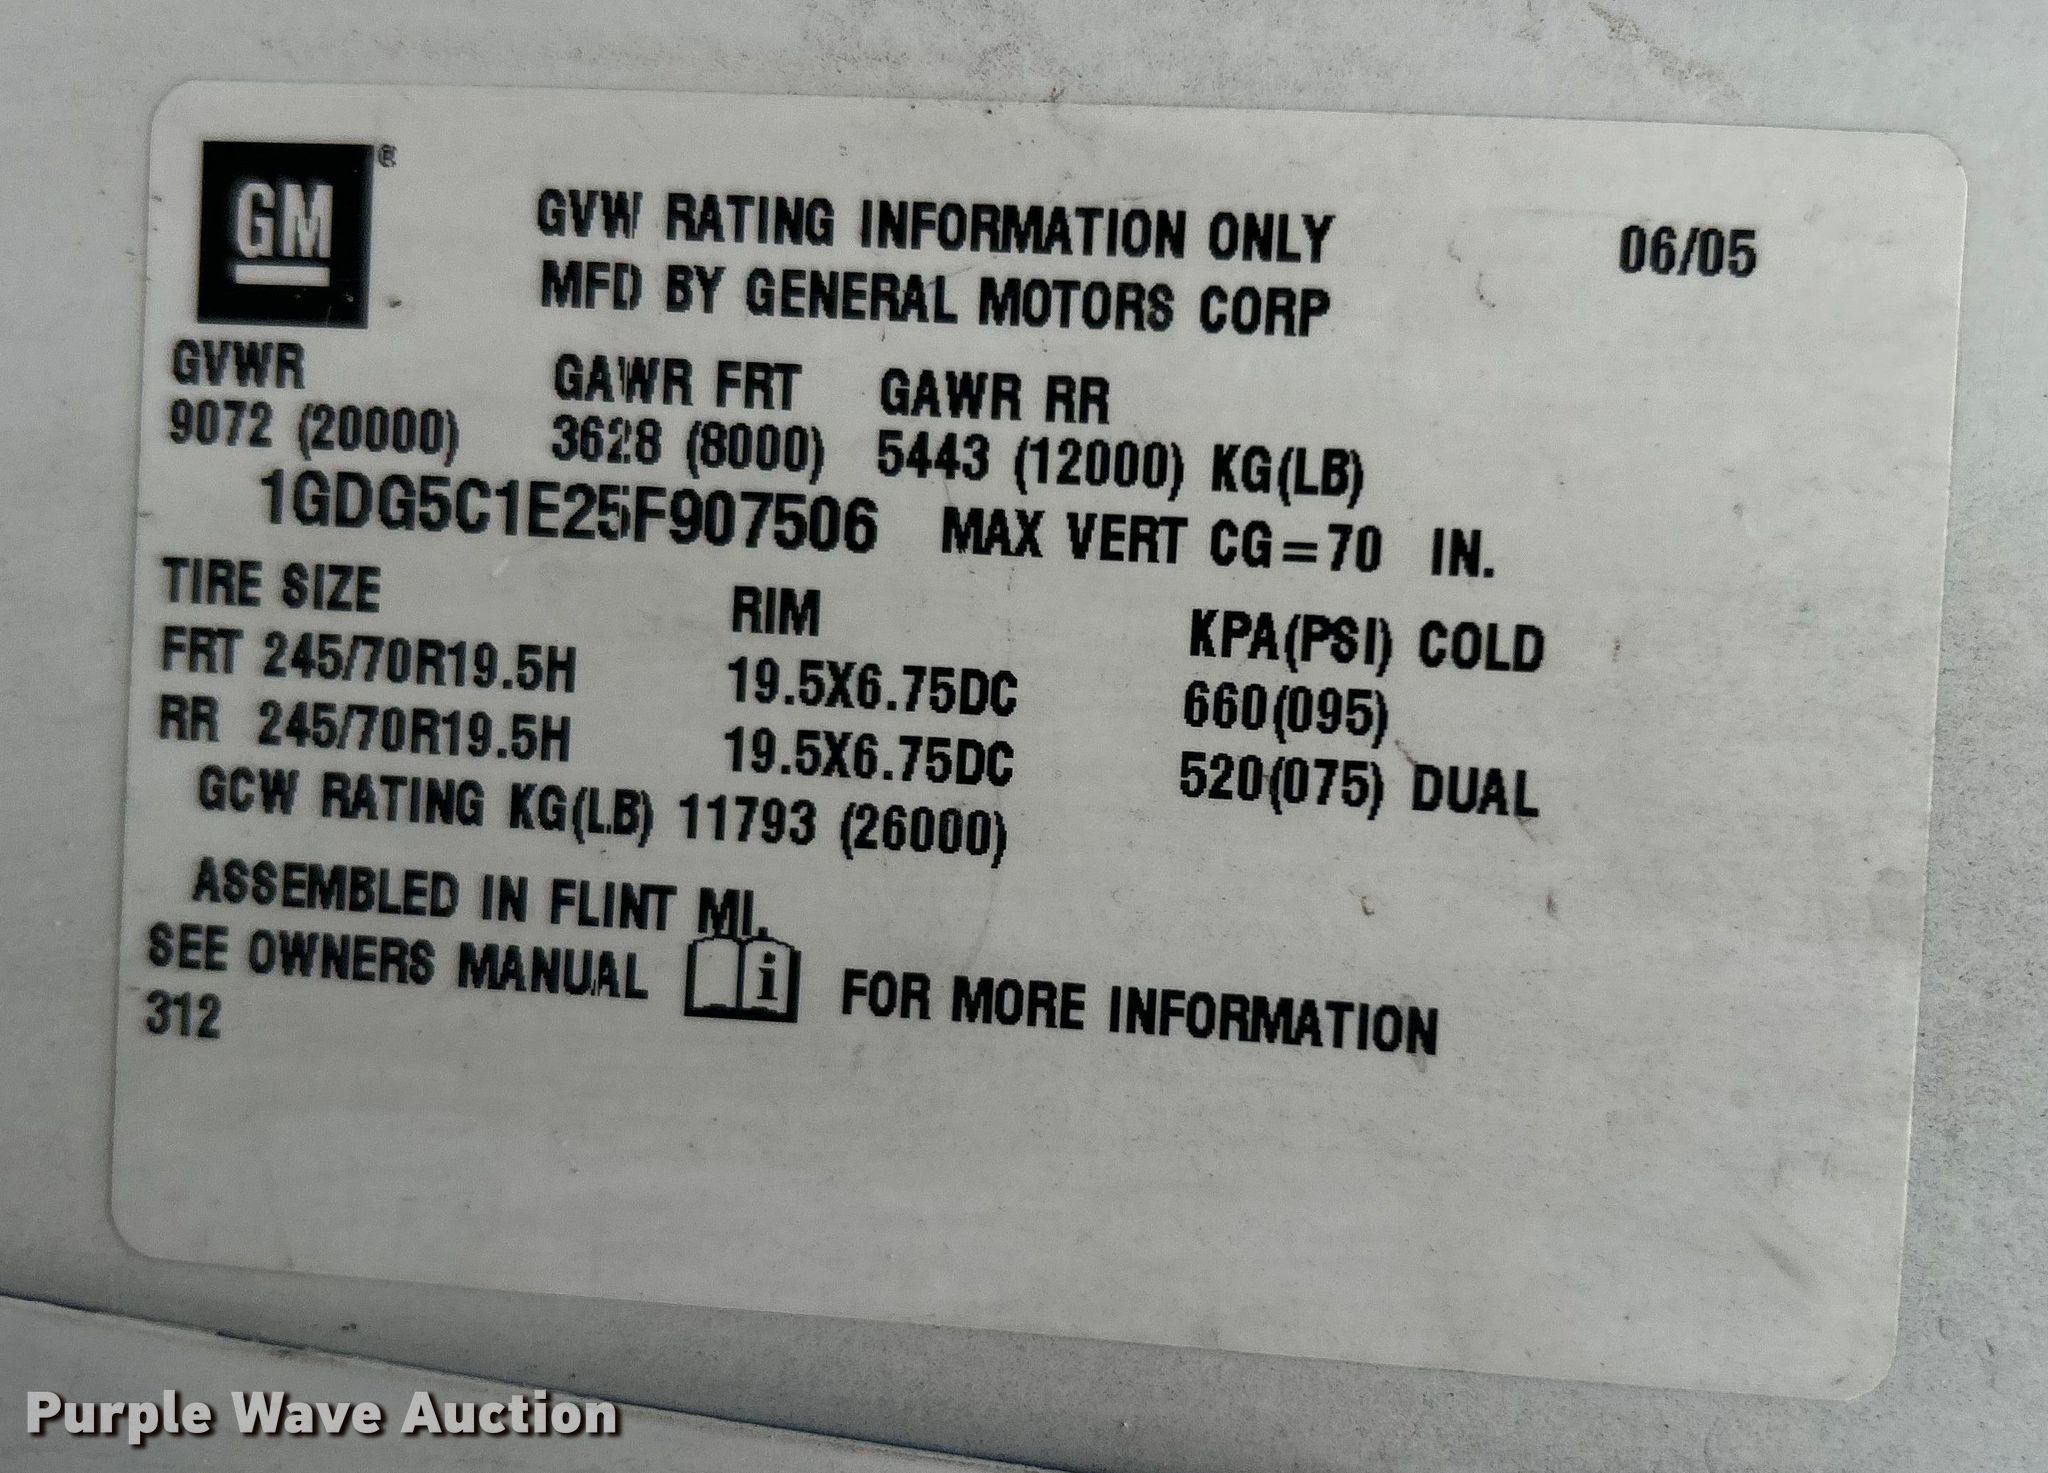 GM®
GVW RATING INFORMATION ONLY 06/05
MFD BY GENERAL MOTORS CORP
GVWR GAWR FRT GAWR RR
9072 (20000) 3628 (8000) 5443 (12000) KG(LB)
1GDG5C1E25F907506 MAX VERT CG=70 IN.
TIRE SIZE RIM KPA(PSI) COLD
FRT 245/70R19.5H 19.5X6.75DC 660(095)
RR 245/70R19.5H 19.5X6.75DC 520(075) DUAL
GCW RATING KG(LB) 11793 (26000)
ASSEMBLED IN FLINT MI.
SEE OWNERS MANUAL i FOR MORE INFORMATION
312
Purple Wave Auction